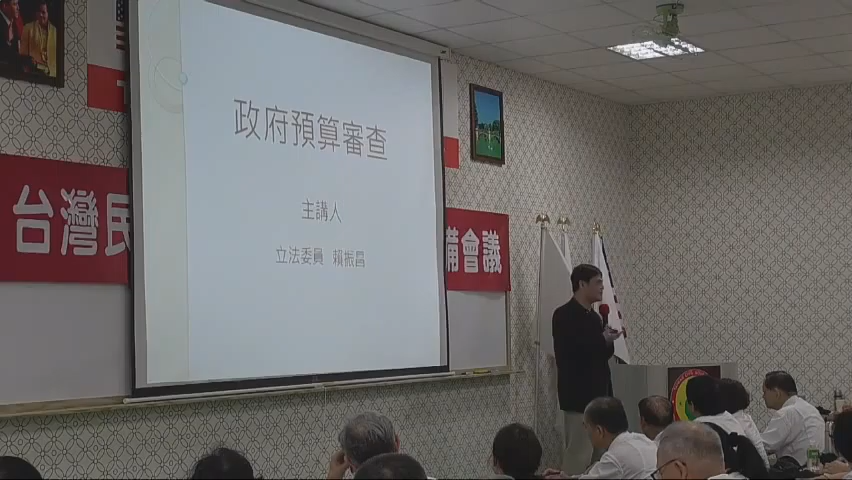 政府預算審查
主講人
立法委員 賴振昌
台灣民
備會議